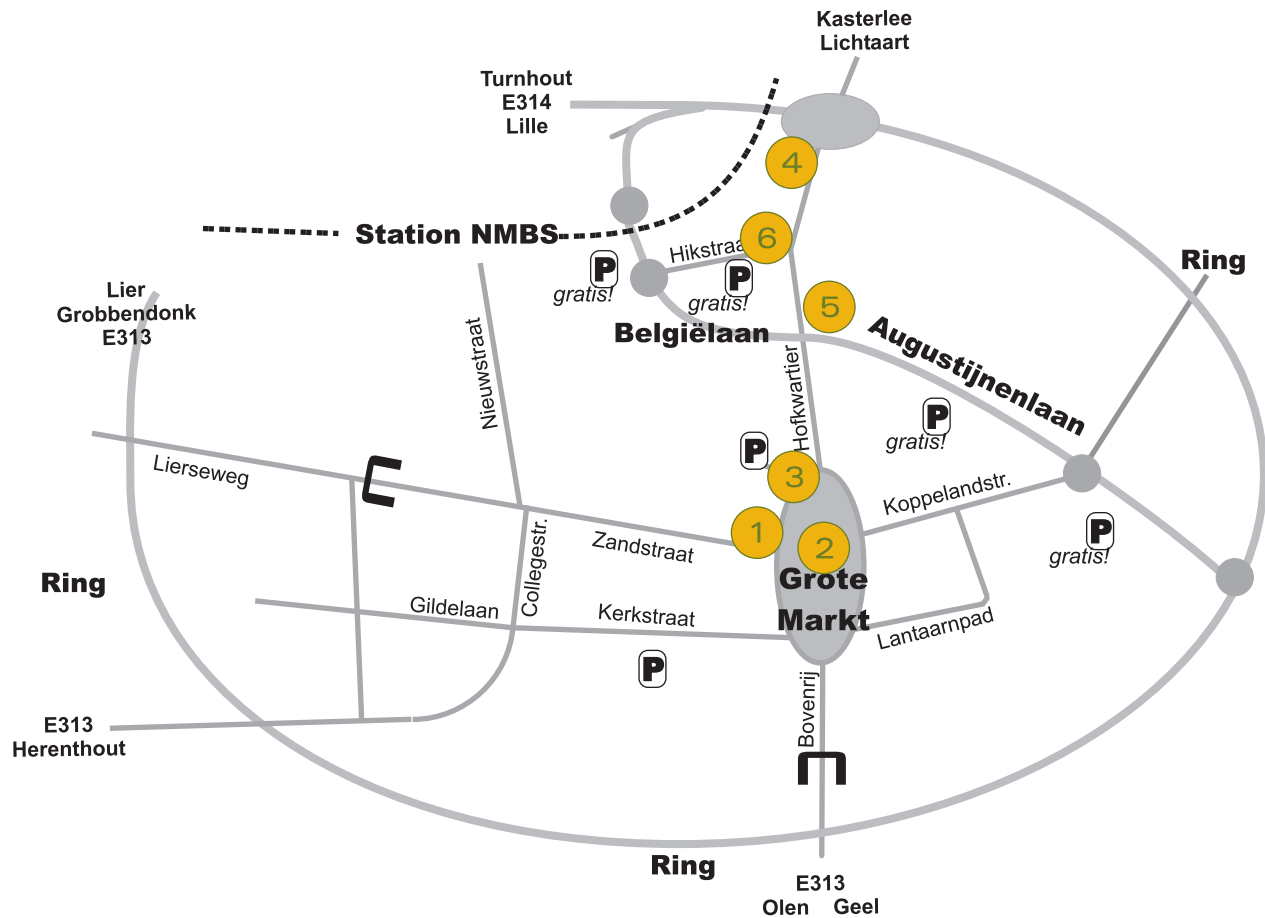 Kasterlee
Lichtaart
Turnhout
E314
Lille
4
Station NMBS
6
Hikstraa
P
gratis!
P
gratis!
Ring
Lier
Grobbendonk
E313
5
Belgiëlaan
Augustijnenlaan
Nieuwstraat
Hofkwartier
P
gratis!
P
3
Lierseweg
Koppelandstr.
1
2
Zandstraat
Collegestr.
P
gratis!
Grote
Markt
Ring
Gildelaan
Kerkstraat
Lantaarnpad
P
Bovenrij
E313
Herenthout
Ring
E313
Olen Geel